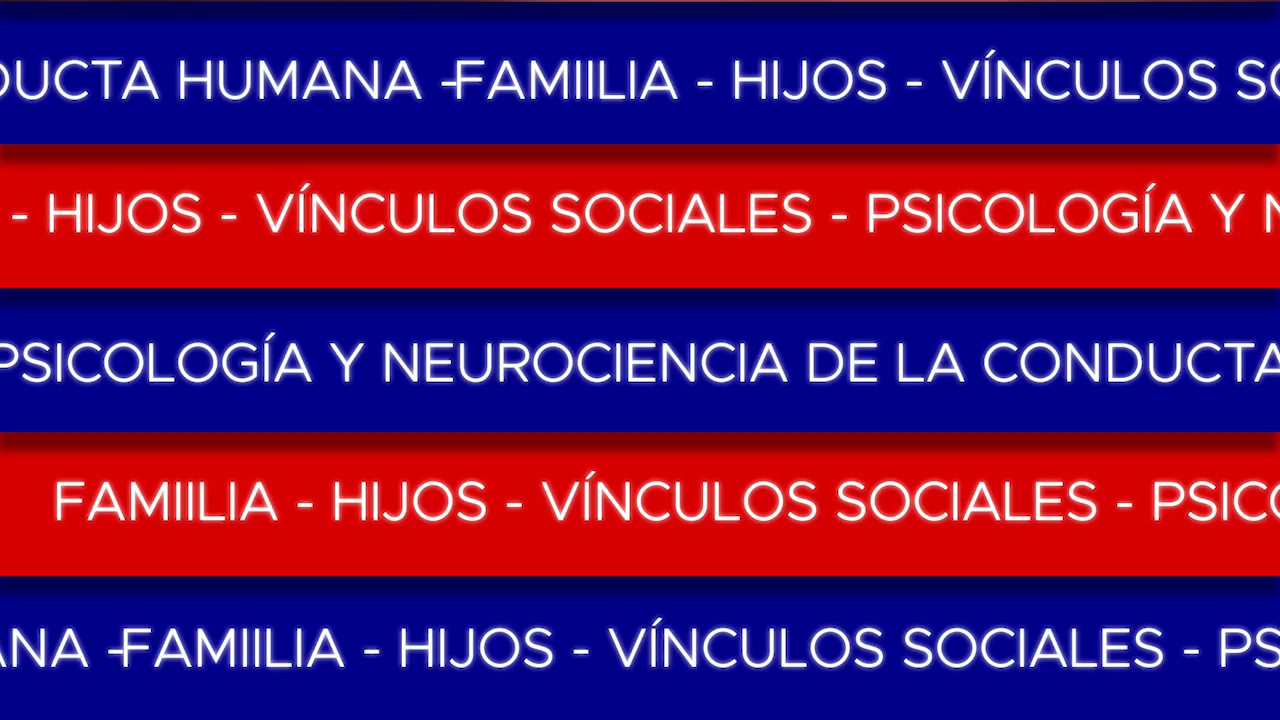 DUCTA HUMANA -FAMIILIA - HIJOS - VÍNCULOS SO
- HIJOS - VÍNCULOS SOCIALES - PSICOLOGÍA Y N
PSICOLOGÍA Y NEUROCIENCIA DE LA CONDUCTA
FAMIILIA - HIJOS - VÍNCULOS SOCIALES - PSICO
ANA -FAMIILIA - HIJOS - VÍNCULOS SOCIALES - PS